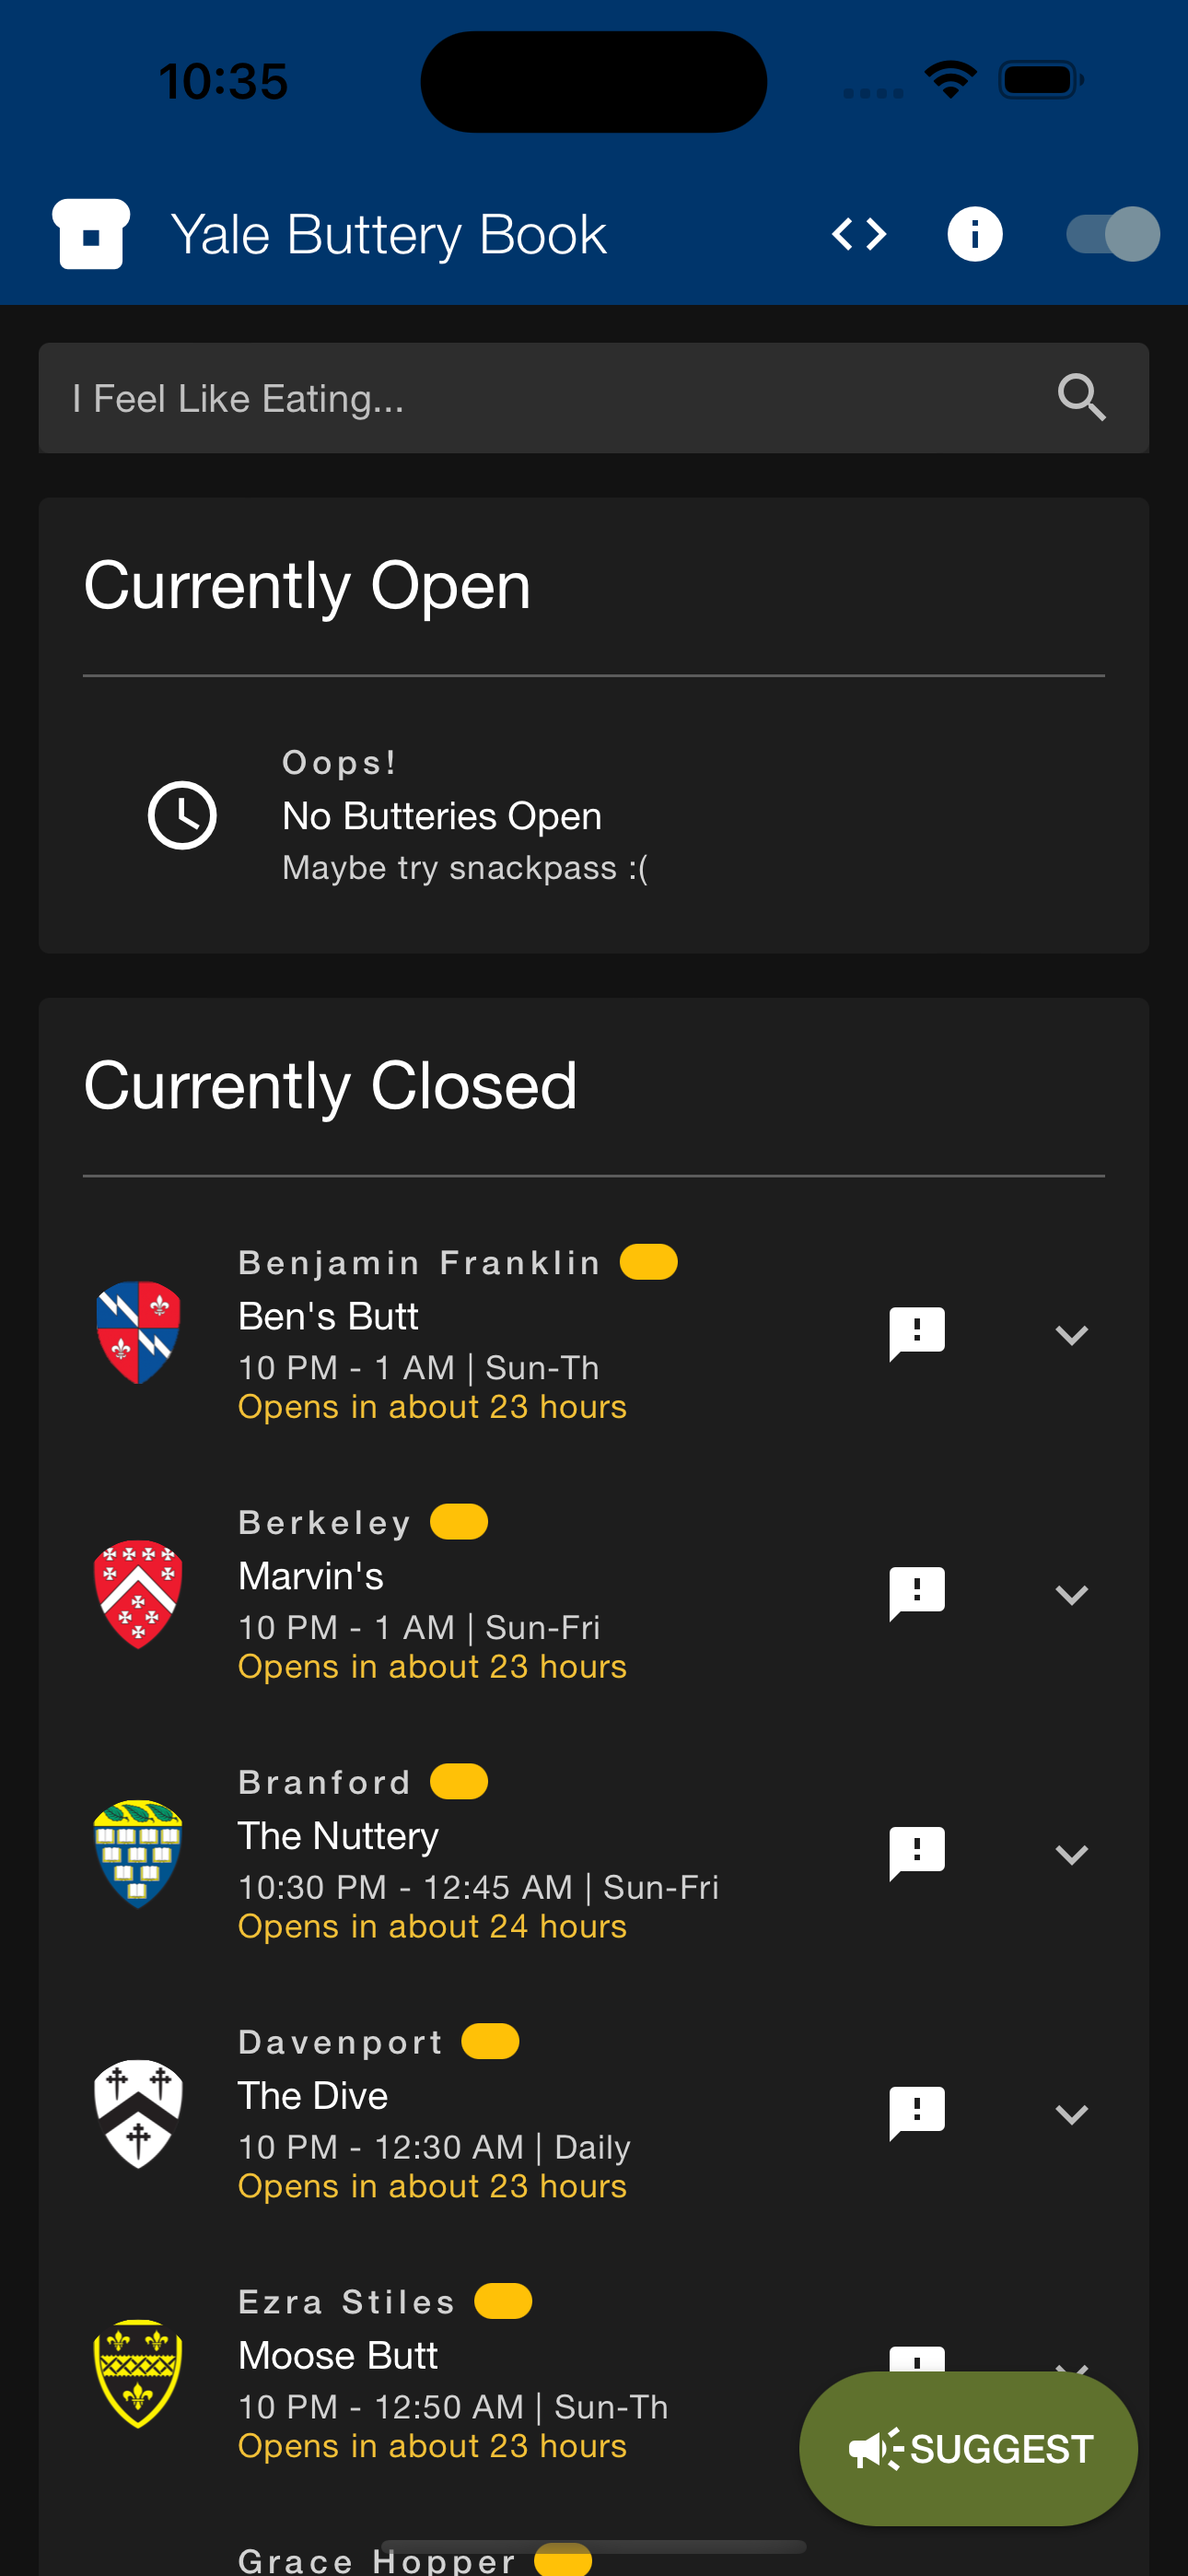 10:35
Yale Buttery Book
I Feel Like Eating...
Currently Open
Oops!
No Butteries Open
Maybe try snackpass :(
Currently Closed
Benjamin Franklin
Ben's Butt
10 PM - 1 AM | Sun-Th
Opens in about 23 hours
Berkeley
Marvin's
10 PM - 1 AM | Sun-Fri
Opens in about 23 hours
Branford
The Nuttery
10:30 PM - 12:45 AM | Sun-Fri
Opens in about 24 hours
Davenport
The Dive
10 PM - 12:30 AM | Daily
Opens in about 23 hours
Ezra Stiles
Moose Butt
10 PM - 12:50 AM | Sun-Th
Opens in about 23 hours
SUGGEST
Grace Hopper